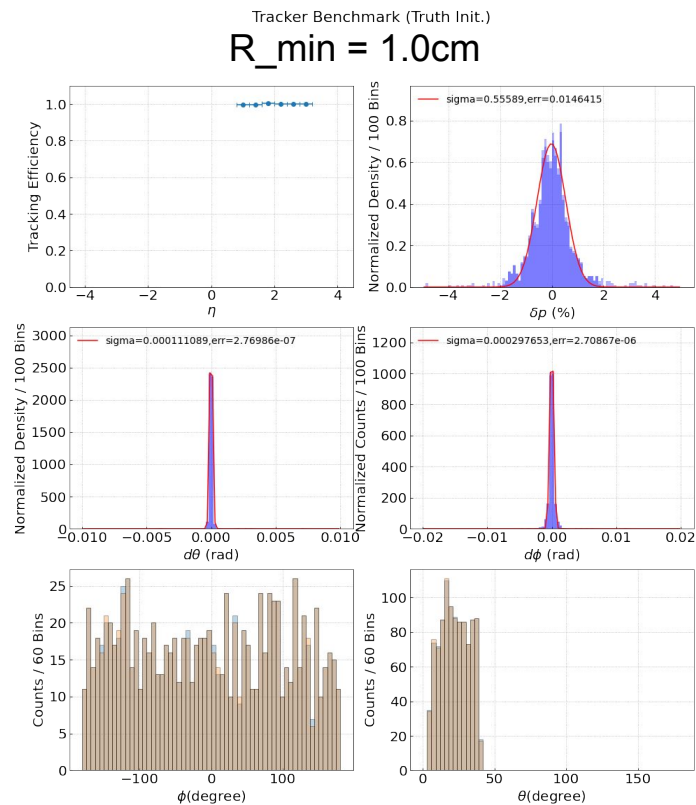 Tracker Benchmark (Truth Init.)
R_min = 1.0cm
Tracking Efficiency
1.0
0.8
0.6
0.4
0.2
0.0
−4 −2 0 2 4
η
Normalized Density / 100 Bins
sigma=0.55589,err=0.0146415
0.8
0.6
0.4
0.2
0.0
−4 −2 0 2 4
δp (%)
Normalized Density / 100 Bins
sigma=0.000111089,err=2.76986e-07
3000
2500
2000
1500
1000
500
0
−0.010 −0.005 0.000 0.005 0.010
dθ (rad)
Normalized Counts / 100 Bins
sigma=0.000297653,err=2.70867e-06
1200
1000
800
600
400
200
0
−0.02 −0.01 0.00 0.01 0.02
dϕ (rad)
Counts / 60 Bins
25
20
15
10
5
0
−100 0 100
ϕ(degree)
Counts / 60 Bins
100
80
60
40
20
0
0 50 100 150
θ(degree)